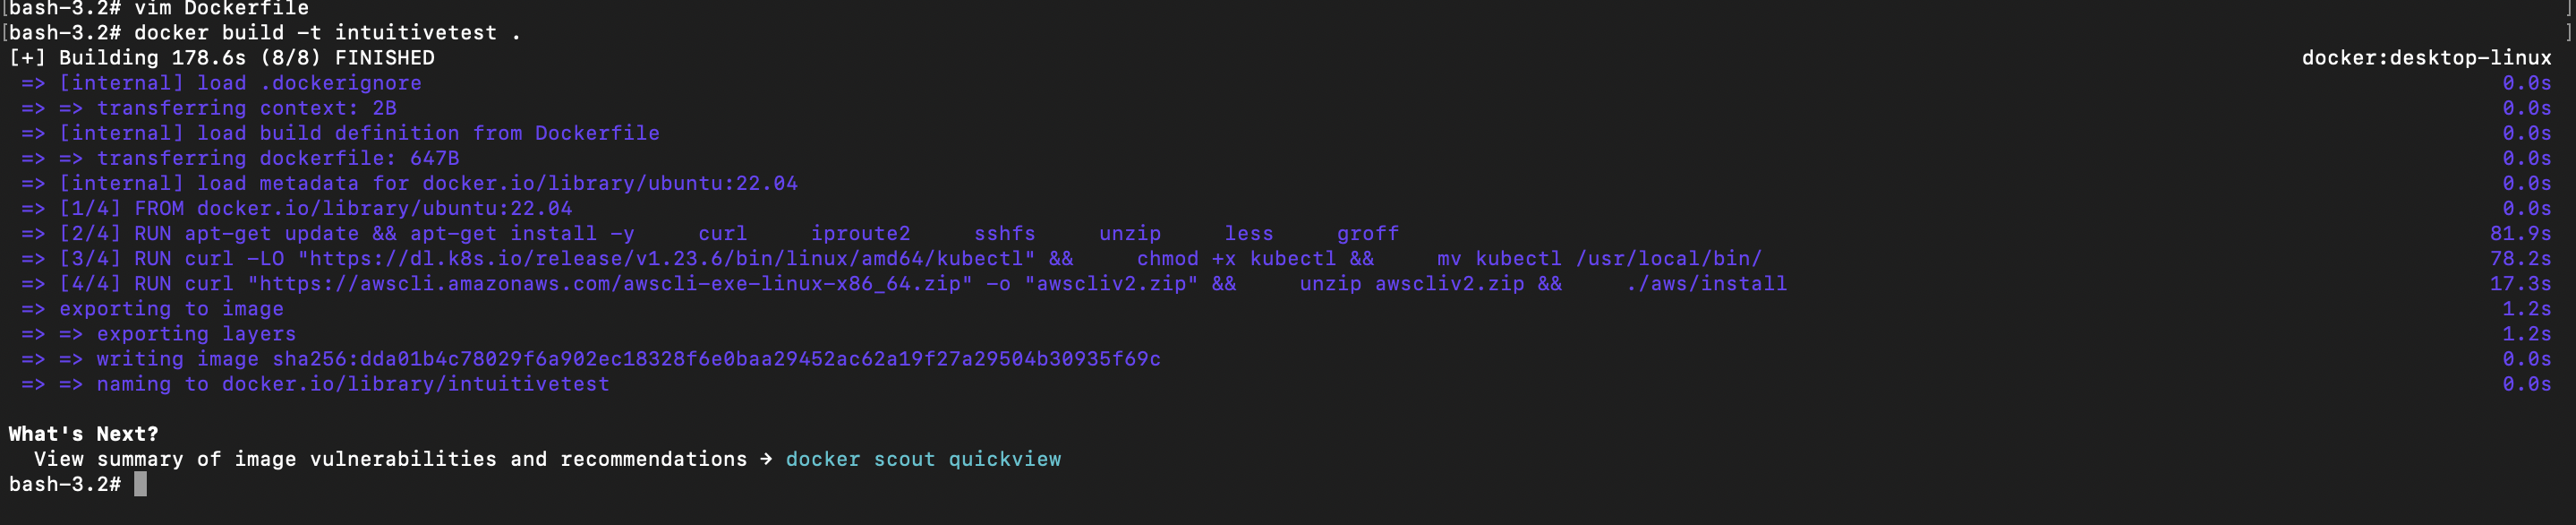 [bash-3.2# vim Dockerfile ]
[bash-3.2# docker build -t intuitivetest . ]
[+] Building 178.6s (8/8) FINISHED docker:desktop-linux
=> [internal] load .dockerignore 0.0s
=> => transferring context: 2B 0.0s
=> [internal] load build definition from Dockerfile 0.0s
=> => transferring dockerfile: 647B 0.0s
=> [internal] load metadata for docker.io/library/ubuntu:22.04 0.0s
=> [1/4] FROM docker.io/library/ubuntu:22.04 0.0s
=> [2/4] RUN apt-get update && apt-get install -y     curl     iproute2     sshfs     unzip     less     groff 81.9s
=> [3/4] RUN curl -LO "https://dl.k8s.io/release/v1.23.6/bin/linux/amd64/kubectl" &&     chmod +x kubectl &&     mv kubectl /usr/local/bin/ 78.2s
=> [4/4] RUN curl "https://awscli.amazonaws.com/awscli-exe-linux-x86_64.zip" -o "awscliv2.zip" &&     unzip awscliv2.zip &&     ./aws/install 17.3s
=> exporting to image 1.2s
=> => exporting layers 1.2s
=> => writing image sha256:dda01b4c78029f6a902ec18328f6e0baa29452ac62a19f27a29504b30935f69c 0.0s
=> => naming to docker.io/library/intuitivetest 0.0s
What's Next?
View summary of image vulnerabilities and recommendations → docker scout quickview
bash-3.2#